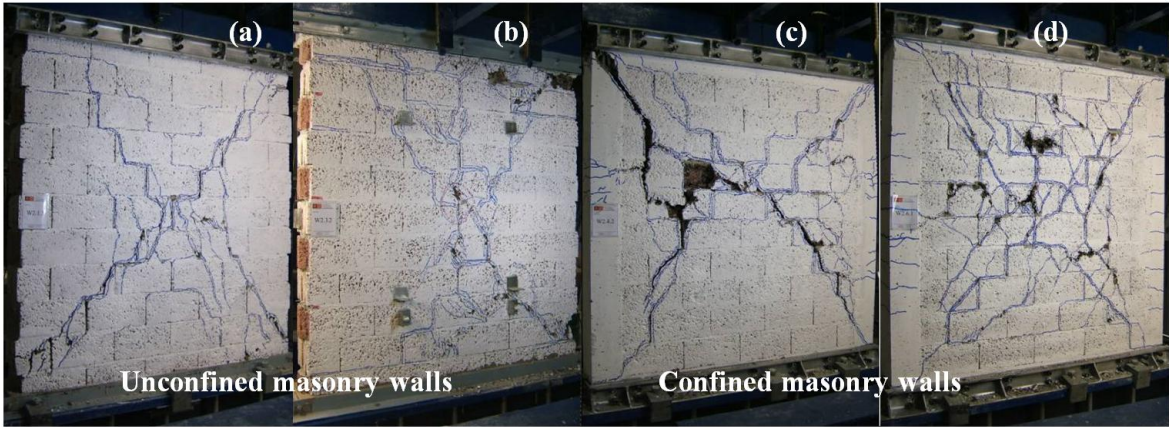 (a)
(b)
(c)
(d)
Unconfined masonry walls
Confined masonry walls